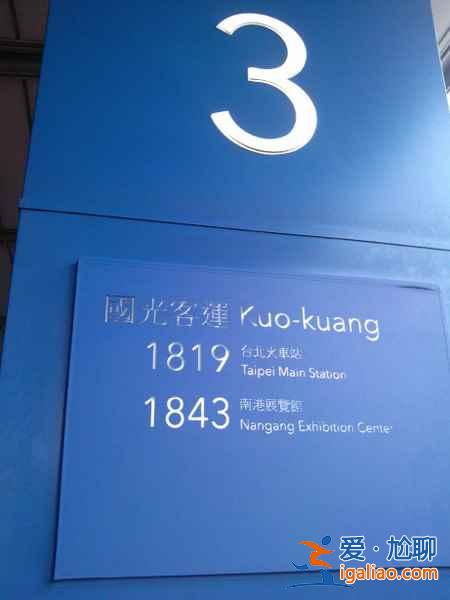 3
國光客運 Kuo-kuang
1819 台北火車站
Taipei Main Station
1843 南港展覽館
Nangang Exhibition Center
爱·尬聊
igaliao.com